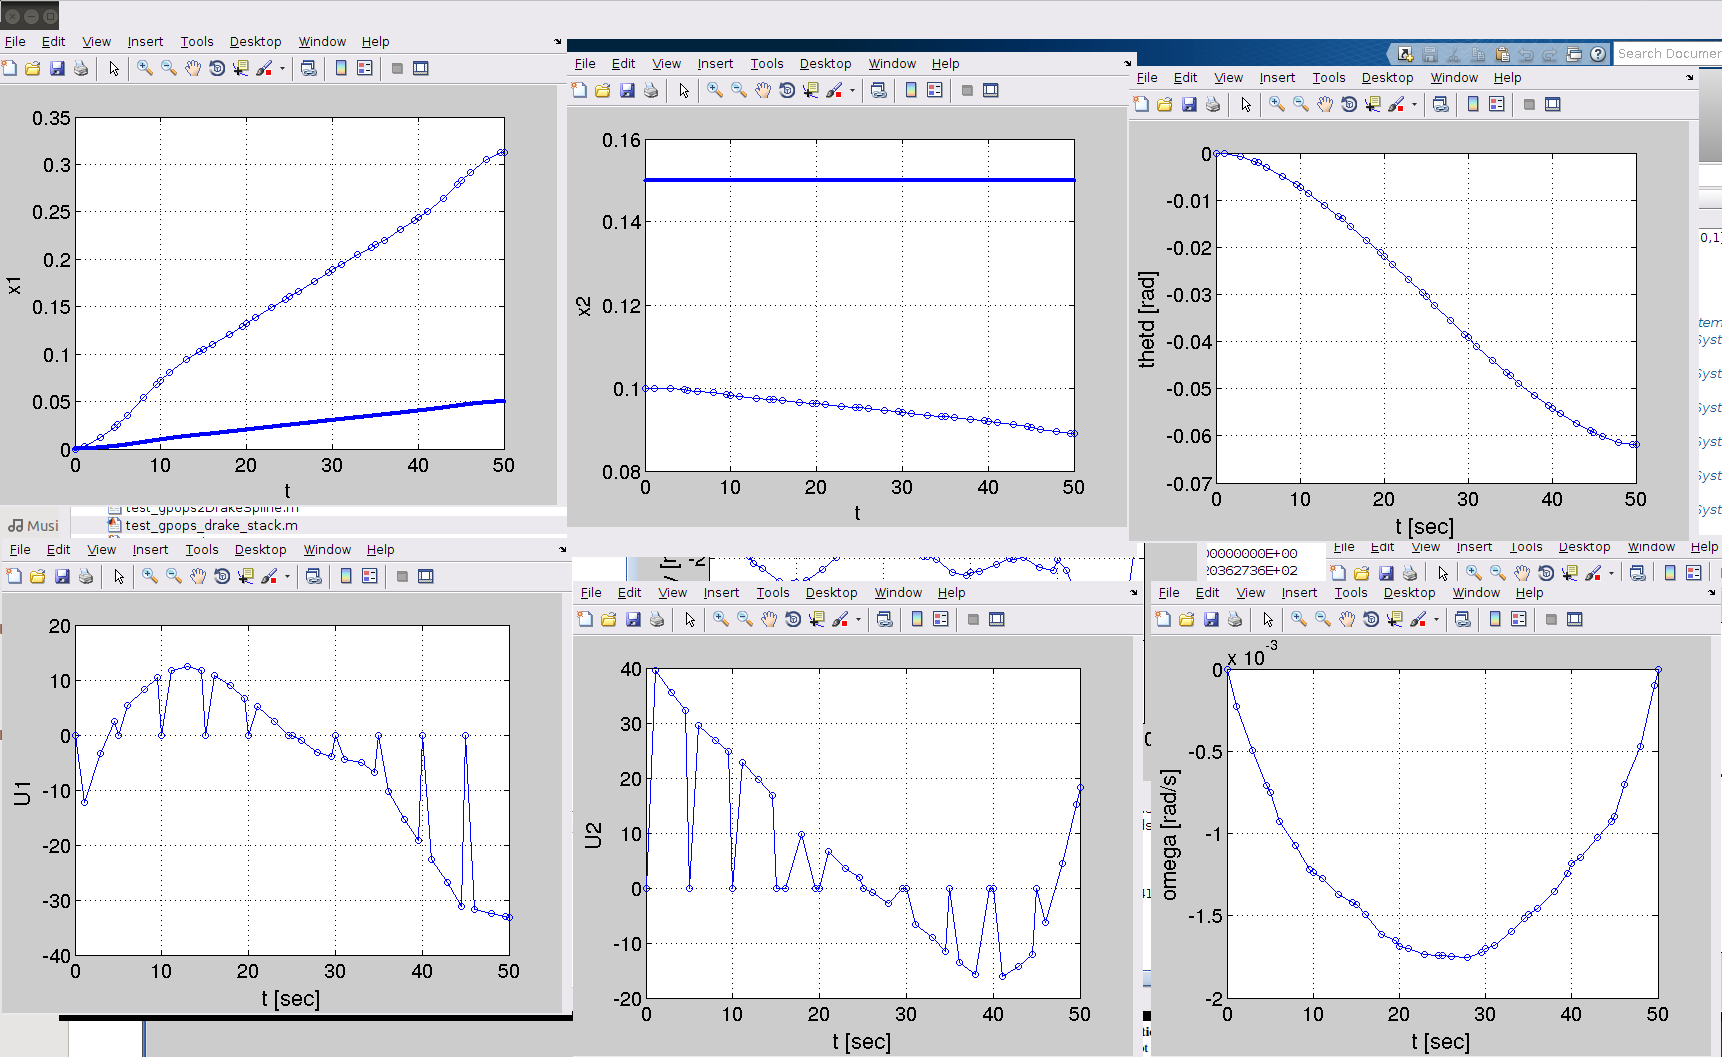 File Edit View Insert Tools Desktop Window Help
0.35
0.3
0.25
0.2
0.15
0.1
0.05
0
x1
0 10 20 30 40 50
t
File Edit View Insert Tools Desktop Window Help
0.16
0.14
0.12
0.1
0.08
x2
0 10 20 30 40 50
t
Search Documen
File Edit View Insert Tools Desktop Window Help
0
-0.01
-0.02
-0.03
-0.04
-0.05
-0.06
-0.07
thetd [rad]
0 10 20 30 40 50
t [sec]
0,1]
tem
Syst
Syst
Syst
Syst
Syst
Syst
Musi
test_gpops2DrakeSpline.m
test_gpops_drake_stack.m
File Edit View Insert Tools Desktop Window Help
20
10
0
-10
-20
-30
-40
U1
0 10 20 30 40 50
t [sec]
-2
File Edit View Insert Tools Desktop Window Help
40
30
20
10
0
-10
-20
U2
0 10 20 30 40 50
t [sec]
00000000E+00
20362736E+02
File Edit View Insert Tools Desktop Window Help
File Edit View Insert Tools Desktop Window Help
x 10-3
0
-0.5
-1
-1.5
-2
omega [rad/s]
0 10 20 30 40 50
t [sec]